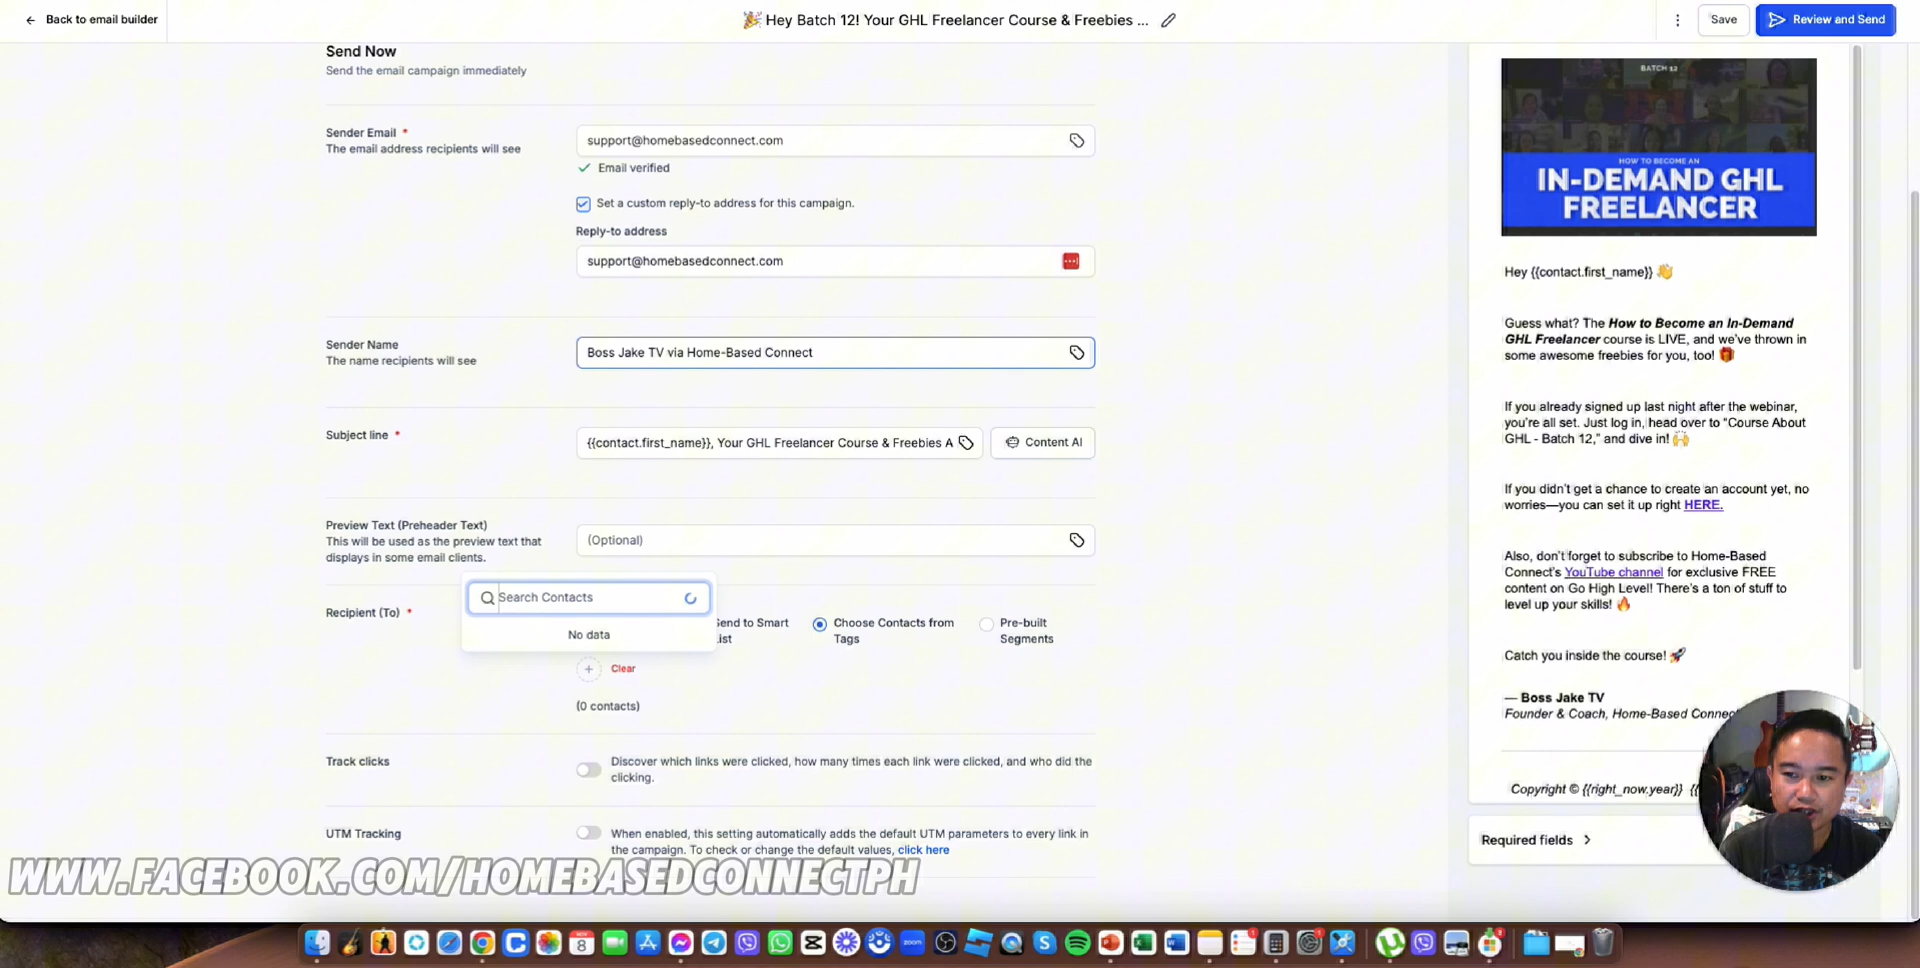 Back to email builder
🎉 Hey Batch 12! Your GHL Freelancer Course & Freebies ...
Save
Review and Send
Send Now
Send the email campaign immediately
Sender Email *
The email address recipients will see
support@homebasedconnect.com
Email verified
Set a custom reply-to address for this campaign.
Reply-to address
support@homebasedconnect.com
Sender Name
The name recipients will see
Boss Jake TV via Home-Based Connect
Subject line *
{{contact.first_name}}, Your GHL Freelancer Course & Freebies A
Content AI
Preview Text (Preheader Text)
This will be used as the preview text that
displays in some email clients.
(Optional)
Recipient (To) *
Search Contacts
No data
Send to Smart
List
Choose Contacts from
Tags
Pre-built
Segments
Clear
(0 contacts)
Track clicks
Discover which links were clicked, how many times each link were clicked, and who did the
clicking.
UTM Tracking
When enabled, this setting automatically adds the default UTM parameters to every link in
the campaign. To check or change the default values, click here
BATCH 12
HOW TO BECOME AN
IN-DEMAND GHL
FREELANCER
Hey {{contact.first_name}} 👋
Guess what? The How to Become an In-Demand
GHL Freelancer course is LIVE, and we've thrown in
some awesome freebies for you, too! 🎁
If you already signed up last night after the webinar,
you're all set. Just log in, head over to “Course About
GHL - Batch 12,” and dive in! 🙌
If you didn't get a chance to create an account yet, no
worries—you can set it up right HERE.
Also, don't forget to subscribe to Home-Based
Connect's YouTube channel for exclusive FREE
content on Go High Level! There's a ton of stuff to
level up your skills! 🔥
Catch you inside the course! 🚀
— Boss Jake TV
Founder & Coach, Home-Based Connec
Copyright © {{right_now.year}} {{
Required fields
WWW.FACEBOOK.COM/HOMEBASEDCONNECTPH
NOV
8
zoom